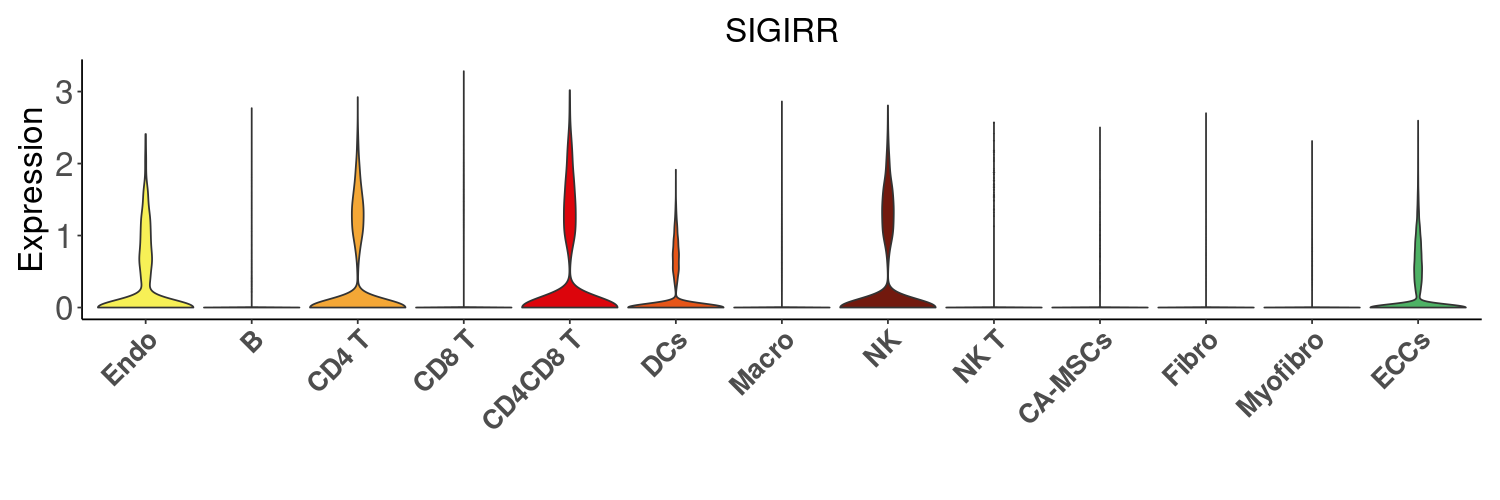 SIGIRR
Expression
3
2
1
0
Endo
B
CD4 T
CD8 T
CD4CD8 T
DCs
Macro
NK
NK T
CA-MSCs
Fibro
Myofibro
ECCs